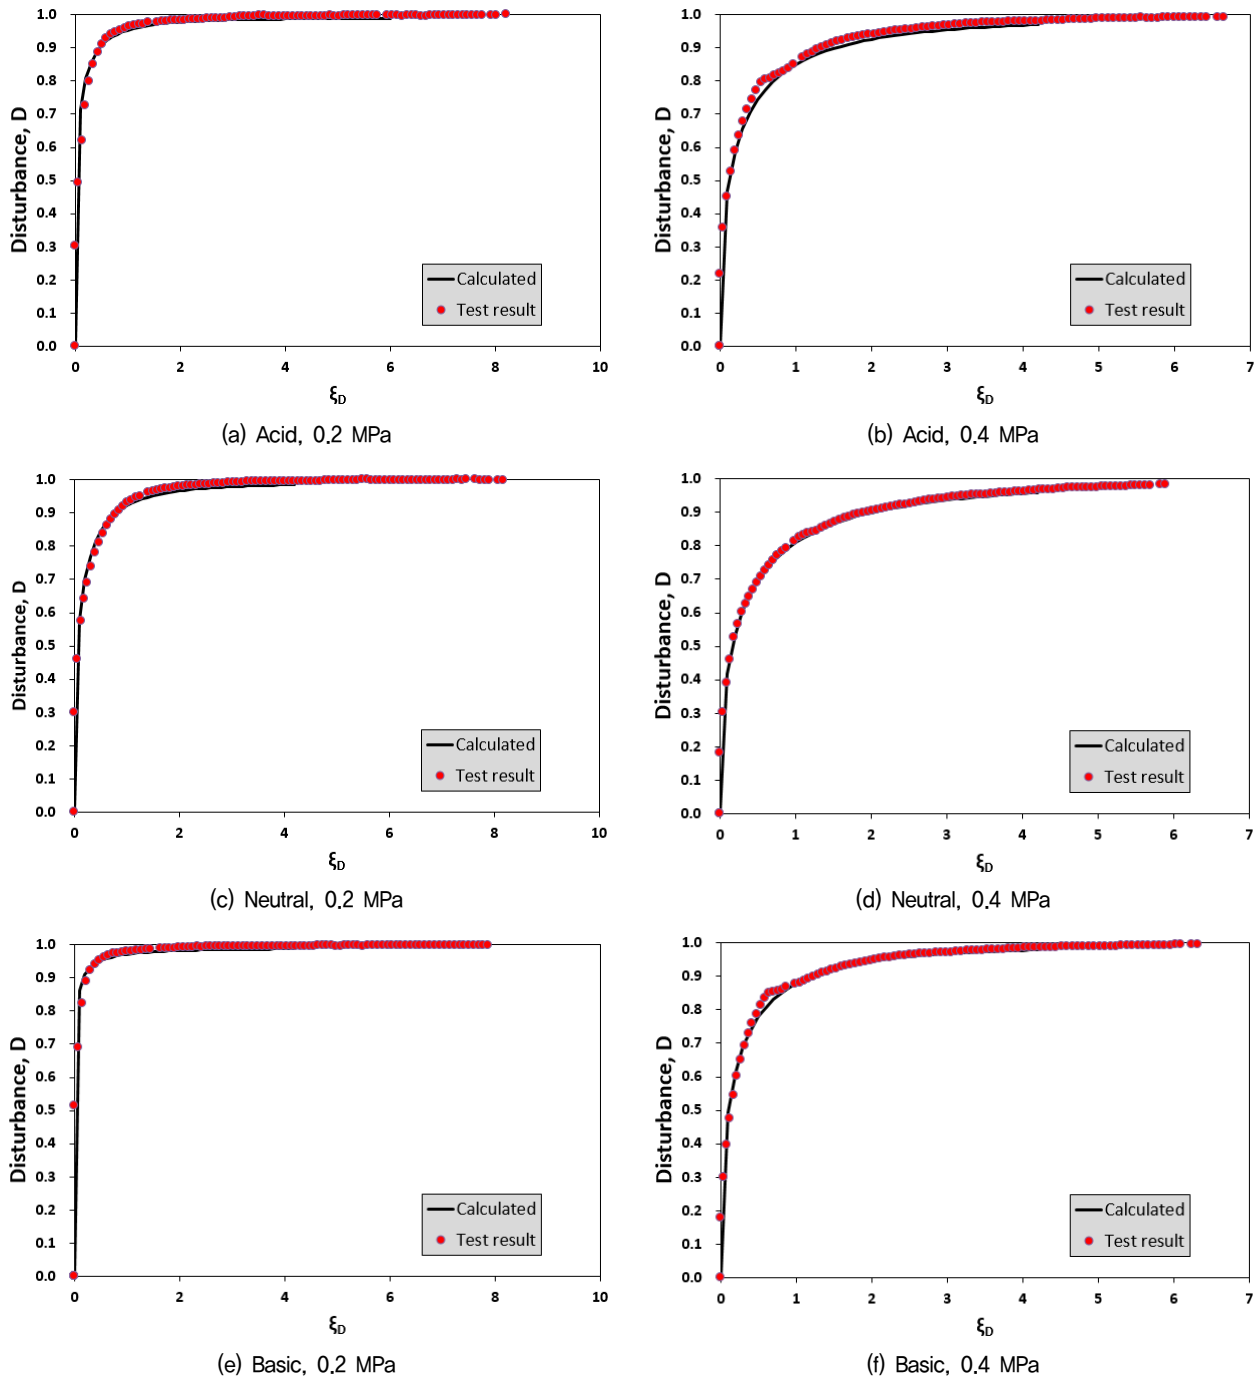 1.0
0.9
0.8
0.7
0.6
0.5
0.4
0.3
0.2
0.1
0.0
Disturbance, D
Calculated
Test result
0 2 4 6 8 10
ξD
(a) Acid, 0.2 MPa
1.0
0.9
0.8
0.7
0.6
0.5
0.4
0.3
0.2
0.1
0.0
Disturbance, D
Calculated
Test result
0 1 2 3 4 5 6 7
ξD
(b) Acid, 0.4 MPa
1.0
0.9
0.8
0.7
0.6
0.5
0.4
0.3
0.2
0.1
0.0
Disturbance, D
Calculated
Test result
0 2 4 6 8 10
ξD
(c) Neutral, 0.2 MPa
1.0
0.9
0.8
0.7
0.6
0.5
0.4
0.3
0.2
0.1
0.0
Disturbance, D
Calculated
Test result
0 1 2 3 4 5 6 7
ξD
(d) Neutral, 0.4 MPa
1.0
0.9
0.8
0.7
0.6
0.5
0.4
0.3
0.2
0.1
0.0
Disturbance, D
Calculated
Test result
0 2 4 6 8 10
ξD
(e) Basic, 0.2 MPa
1.0
0.9
0.8
0.7
0.6
0.5
0.4
0.3
0.2
0.1
0.0
Disturbance, D
Calculated
Test result
0 1 2 3 4 5 6 7
ξD
(f) Basic, 0.4 MPa